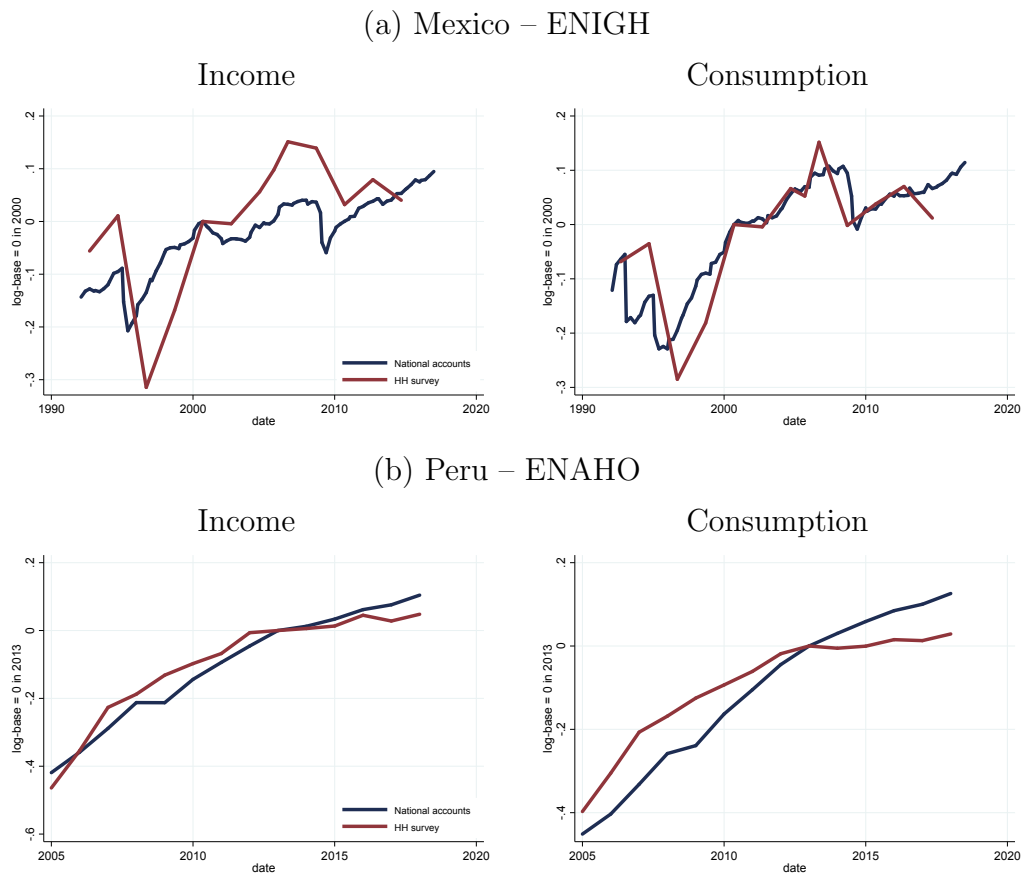 (a) Mexico – ENIGH
Income
Consumption
log-base = 0 in 2000
.2
.1
0
-.1
-.2
-.3
National accounts
HH survey
1990
2000
2010
2020
date
log-base = 0 in 2000
.2
.1
0
-.1
-.2
-.3
1990
2000
2010
2020
date
(b) Peru – ENAHO
Income
Consumption
log-base = 0 in 2013
.2
0
-.2
-.4
-.6
National accounts
HH survey
2005
2010
2015
2020
date
log-base = 0 in 2013
.2
0
-.2
-.4
2005
2010
2015
2020
date